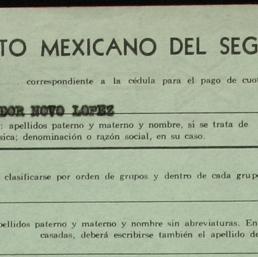 TO MEXICANO DEL SEG
correspondiente a la cédula para el pago de cuot
DOR NOVO LOPEZ
: apellidos paterno y materno y nombre, si se trata de
sica; denominación o razón social, en su caso.
clasificarse por orden de grupos y dentro de cada grupo
pellidos paterno y materno y nombre sin abreviaturas. En
casadas, deberá escribirse también el apellido de